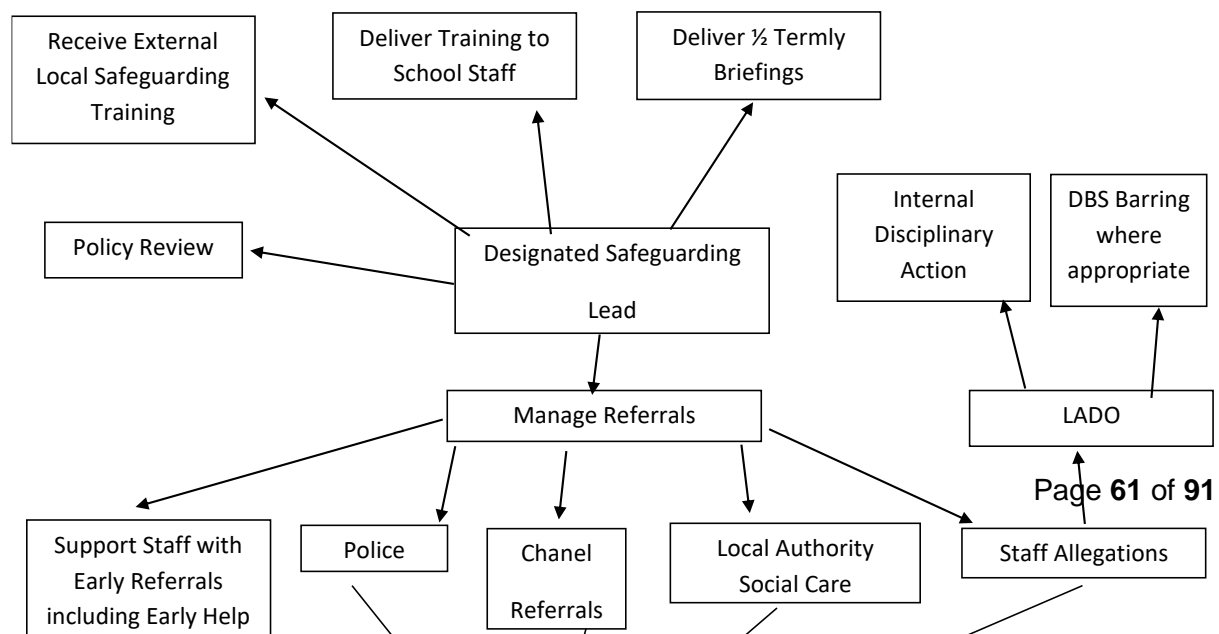 Receive External
Local Safeguarding
Training
Deliver Training to
School Staff
Deliver ½ Termly
Briefings
Internal
Disciplinary
Action
DBS Barring
where
appropriate
Policy Review
Designated Safeguarding
Lead
Manage Referrals
LADO
Page 61 of 91
Support Staff with
Early Referrals
including Early Help
Police
Chanel
Referrals
Local Authority
Social Care
Staff Allegations